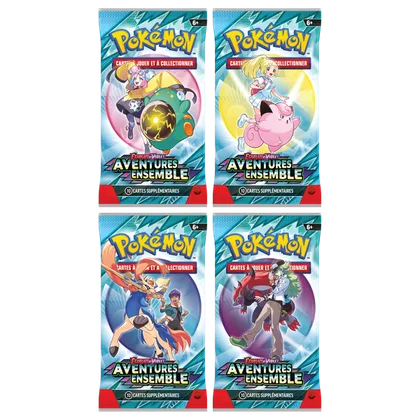 6+
POKÉMON
CARTES À JOUER ET À COLLECTIONNER
ÉCARLATE ET VIOLET
AVENTURES
ENSEMBLE
10 CARTES SUPPLÉMENTAIRES
6+
POKÉMON
CARTES À JOUER ET À COLLECTIONNER
ÉCARLATE ET VIOLET
AVENTURES
ENSEMBLE
10 CARTES SUPPLÉMENTAIRES
6+
POKÉMON
CARTES À JOUER ET À COLLECTIONNER
ÉCARLATE ET VIOLET
AVENTURES
ENSEMBLE
10 CARTES SUPPLÉMENTAIRES
6+
POKÉMON
CARTES À JOUER ET À COLLECTIONNER
ÉCARLATE ET VIOLET
AVENTURES
ENSEMBLE
10 CARTES SUPPLÉMENTAIRES